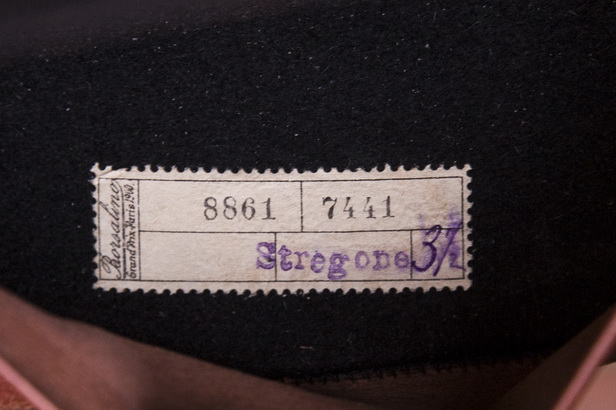 Borsalino
Grand Prix-Paris 1900.
8861 7441
Stregone 3½